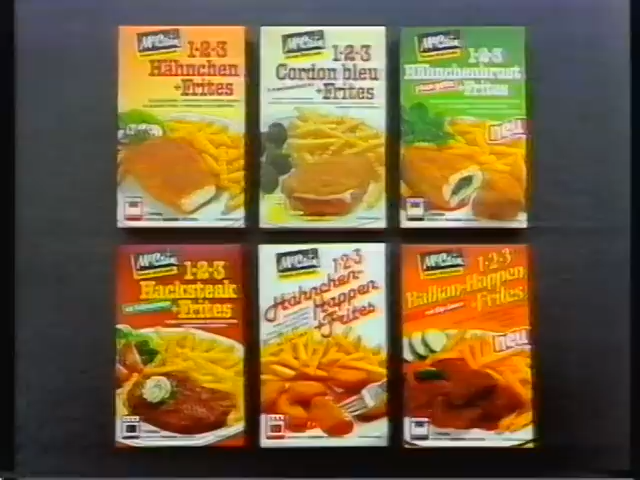 McCain
1·2·3
Hähnchen
+Frites
McCain
1·2·3
Cordon bleu
+Frites
McCain
1·2·3
Hähnchenbrust
+Frites
neu
McCain
1·2·3
Hacksteak
+Frites
McCain
1·2·3
Hähnchen-
Happen
+Frites
McCain
1·2·3
Balkan-Happen
+Frites
neu